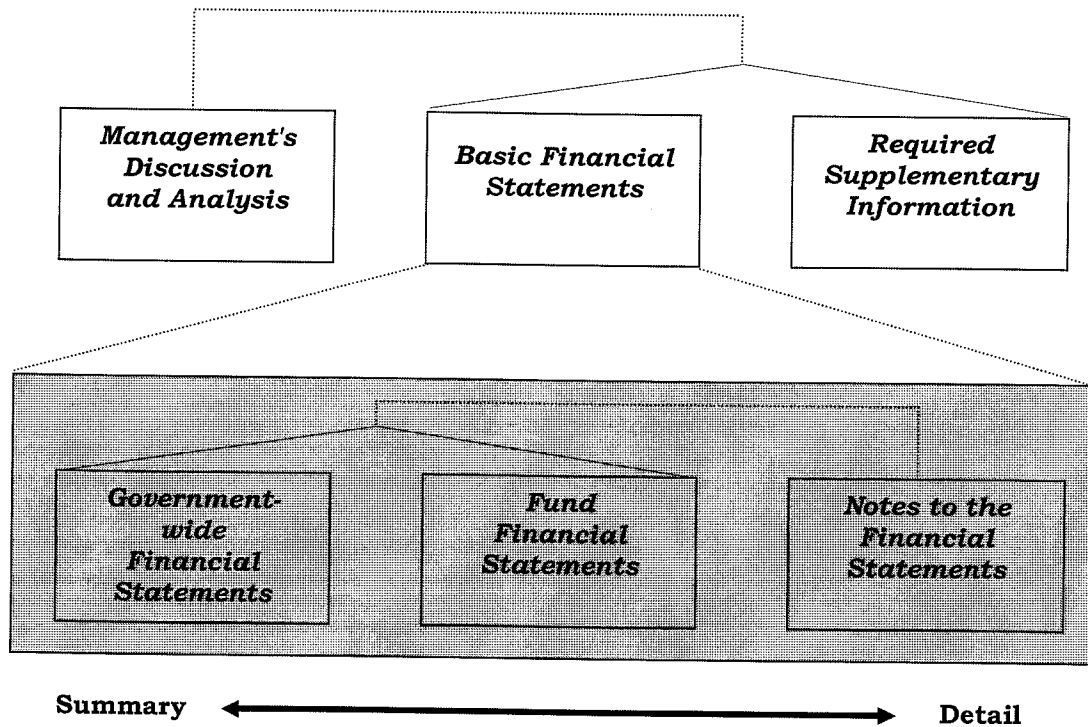 Management's
Discussion
and Analysis
Basic Financial
Statements
Required
Supplementary
Information
Government-
wide
Financial
Statements
Fund
Financial
Statements
Notes to the
Financial
Statements
Summary
Detail